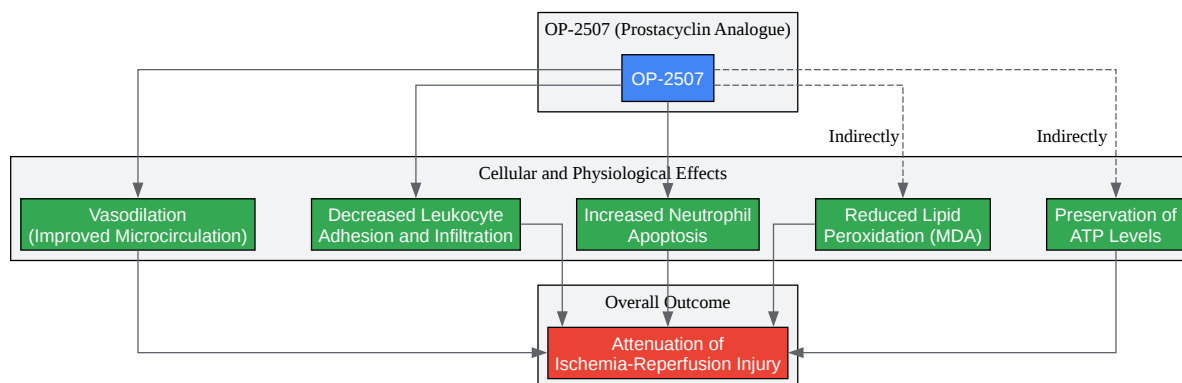 OP-2507 (Prostacyclin Analogue)
OP-2507
Indirectly
Indirectly
Cellular and Physiological Effects
Vasodilation
(Improved Microcirculation)
Decreased Leukocyte
Adhesion and Infiltration
Increased Neutrophil
Apoptosis
Reduced Lipid
Peroxidation (MDA)
Preservation of
ATP Levels
Overall Outcome
Attenuation of
Ischemia-Reperfusion Injury